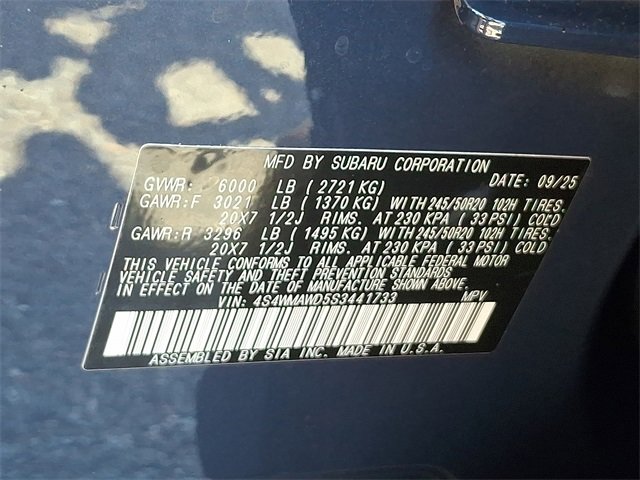 MFD BY SUBARU CORPORATION
GVWR: 6000 LB (2721 KG) DATE: 09/25
GAWR:F 3021 LB (1370 KG) WITH 245/50R20 102H TIRES,
20X7 1/2J RIMS. AT 230 KPA (33 PSI) COLD
GAWR:R 3296 LB (1495 KG) WITH 245/50R20 102H TIRES,
20X7 1/2J RIMS. AT 230 KPA (33 PSI) COLD
THIS VEHICLE CONFORMS TO ALL APPLICABLE FEDERAL MOTOR
VEHICLE SAFETY AND THEFT PREVENTION STANDARDS
IN EFFECT ON THE DATE OF MANUFACTURE SHOWN ABOVE.
VIN: 4S4WMAWD5S3441733 MPV
ASSEMBLED BY SIA INC. MADE IN U.S.A.